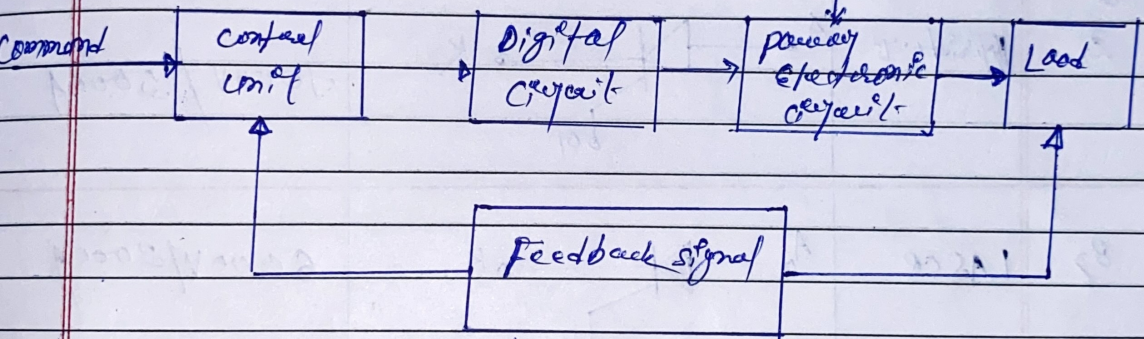 Command
control
unit
Digital
Circuit
power
electronic
circuit
Load
Feedback signal